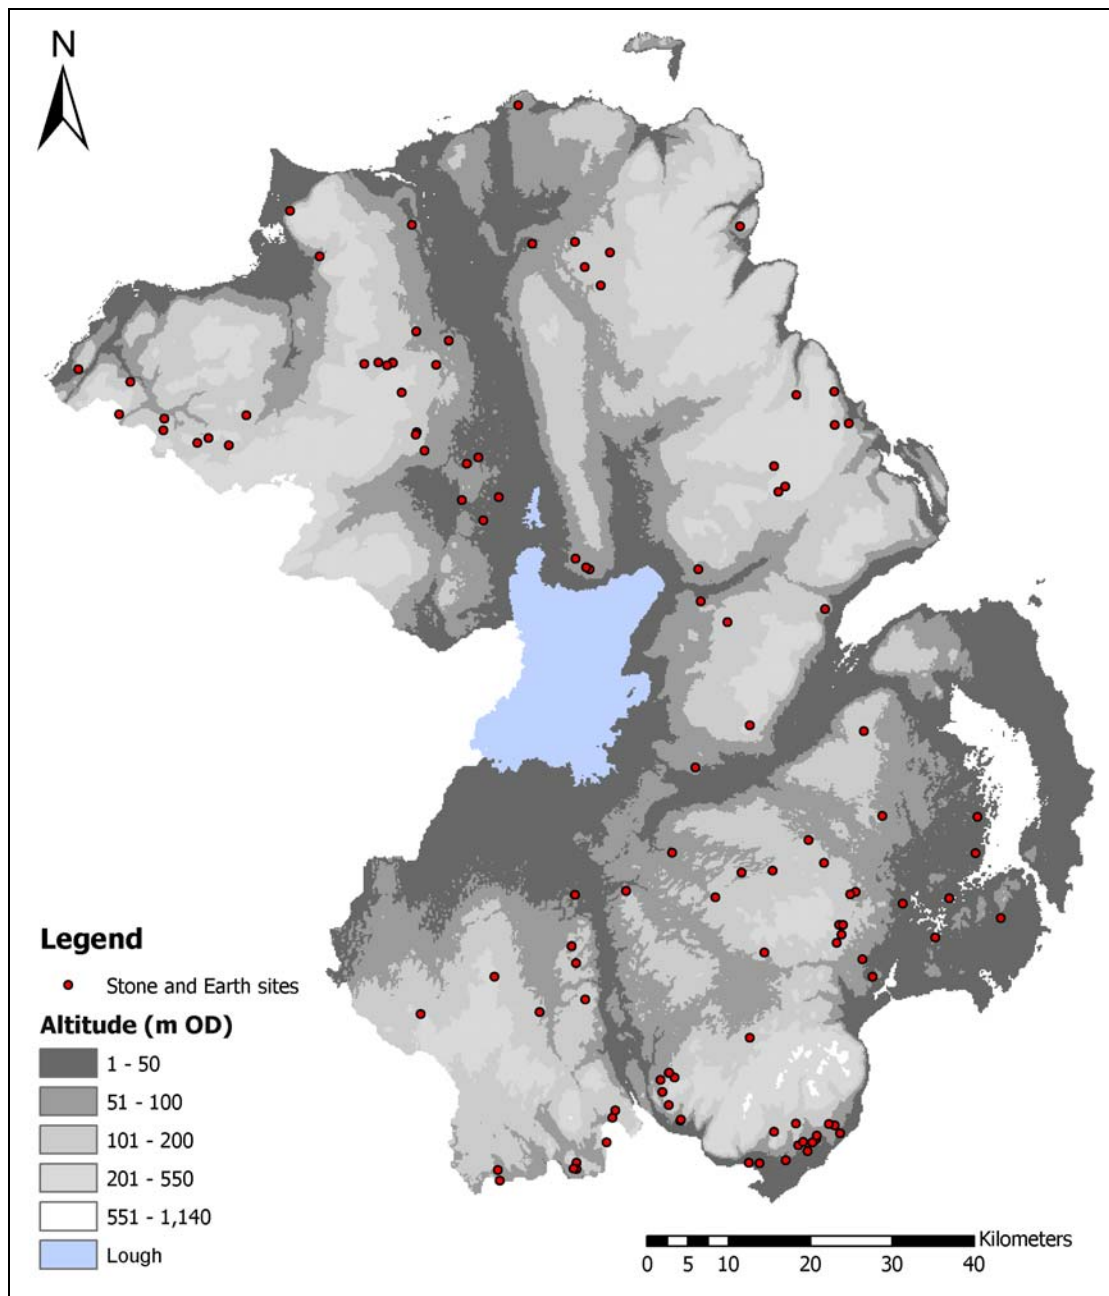 N
Legend
Stone and Earth sites
Altitude (m OD)
1 - 50
51 - 100
101 - 200
201 - 550
551 - 1,140
Lough
Kilometers
0 5 10 20 30 40